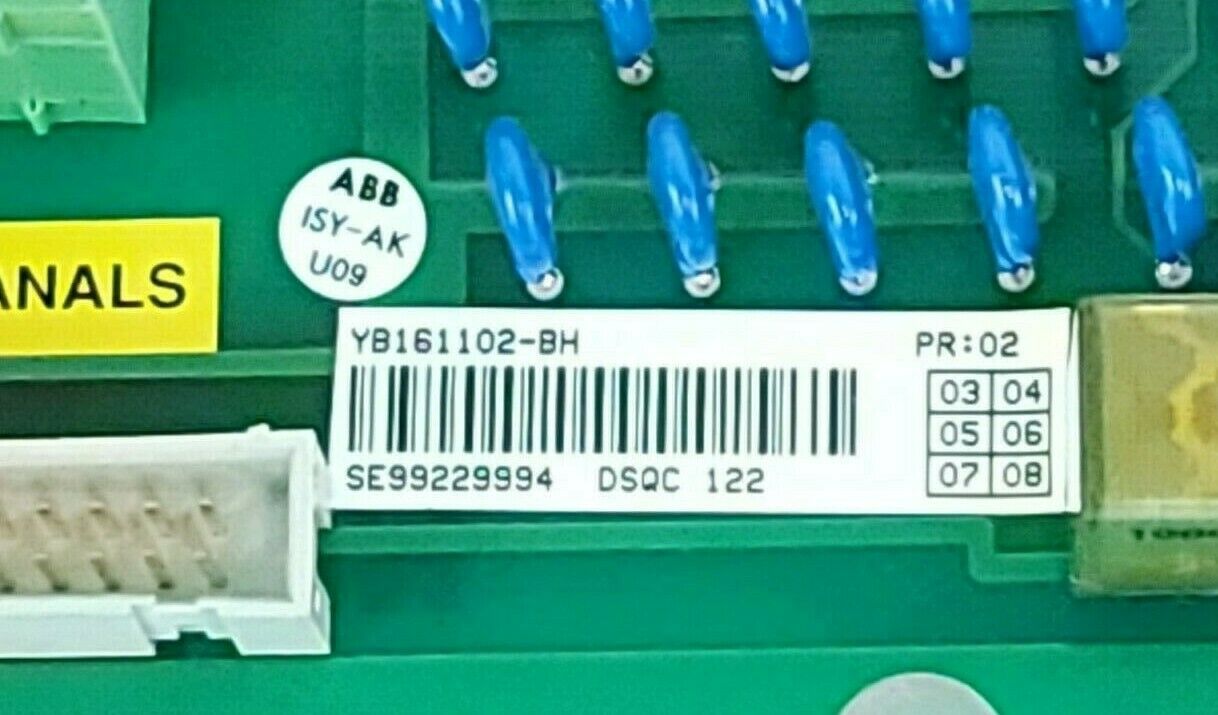 ABB
ISY-AK
U09
ANALS
YB161102-BH
PR:02
03 04
05 06
07 08
SE99229994 DSQC 122